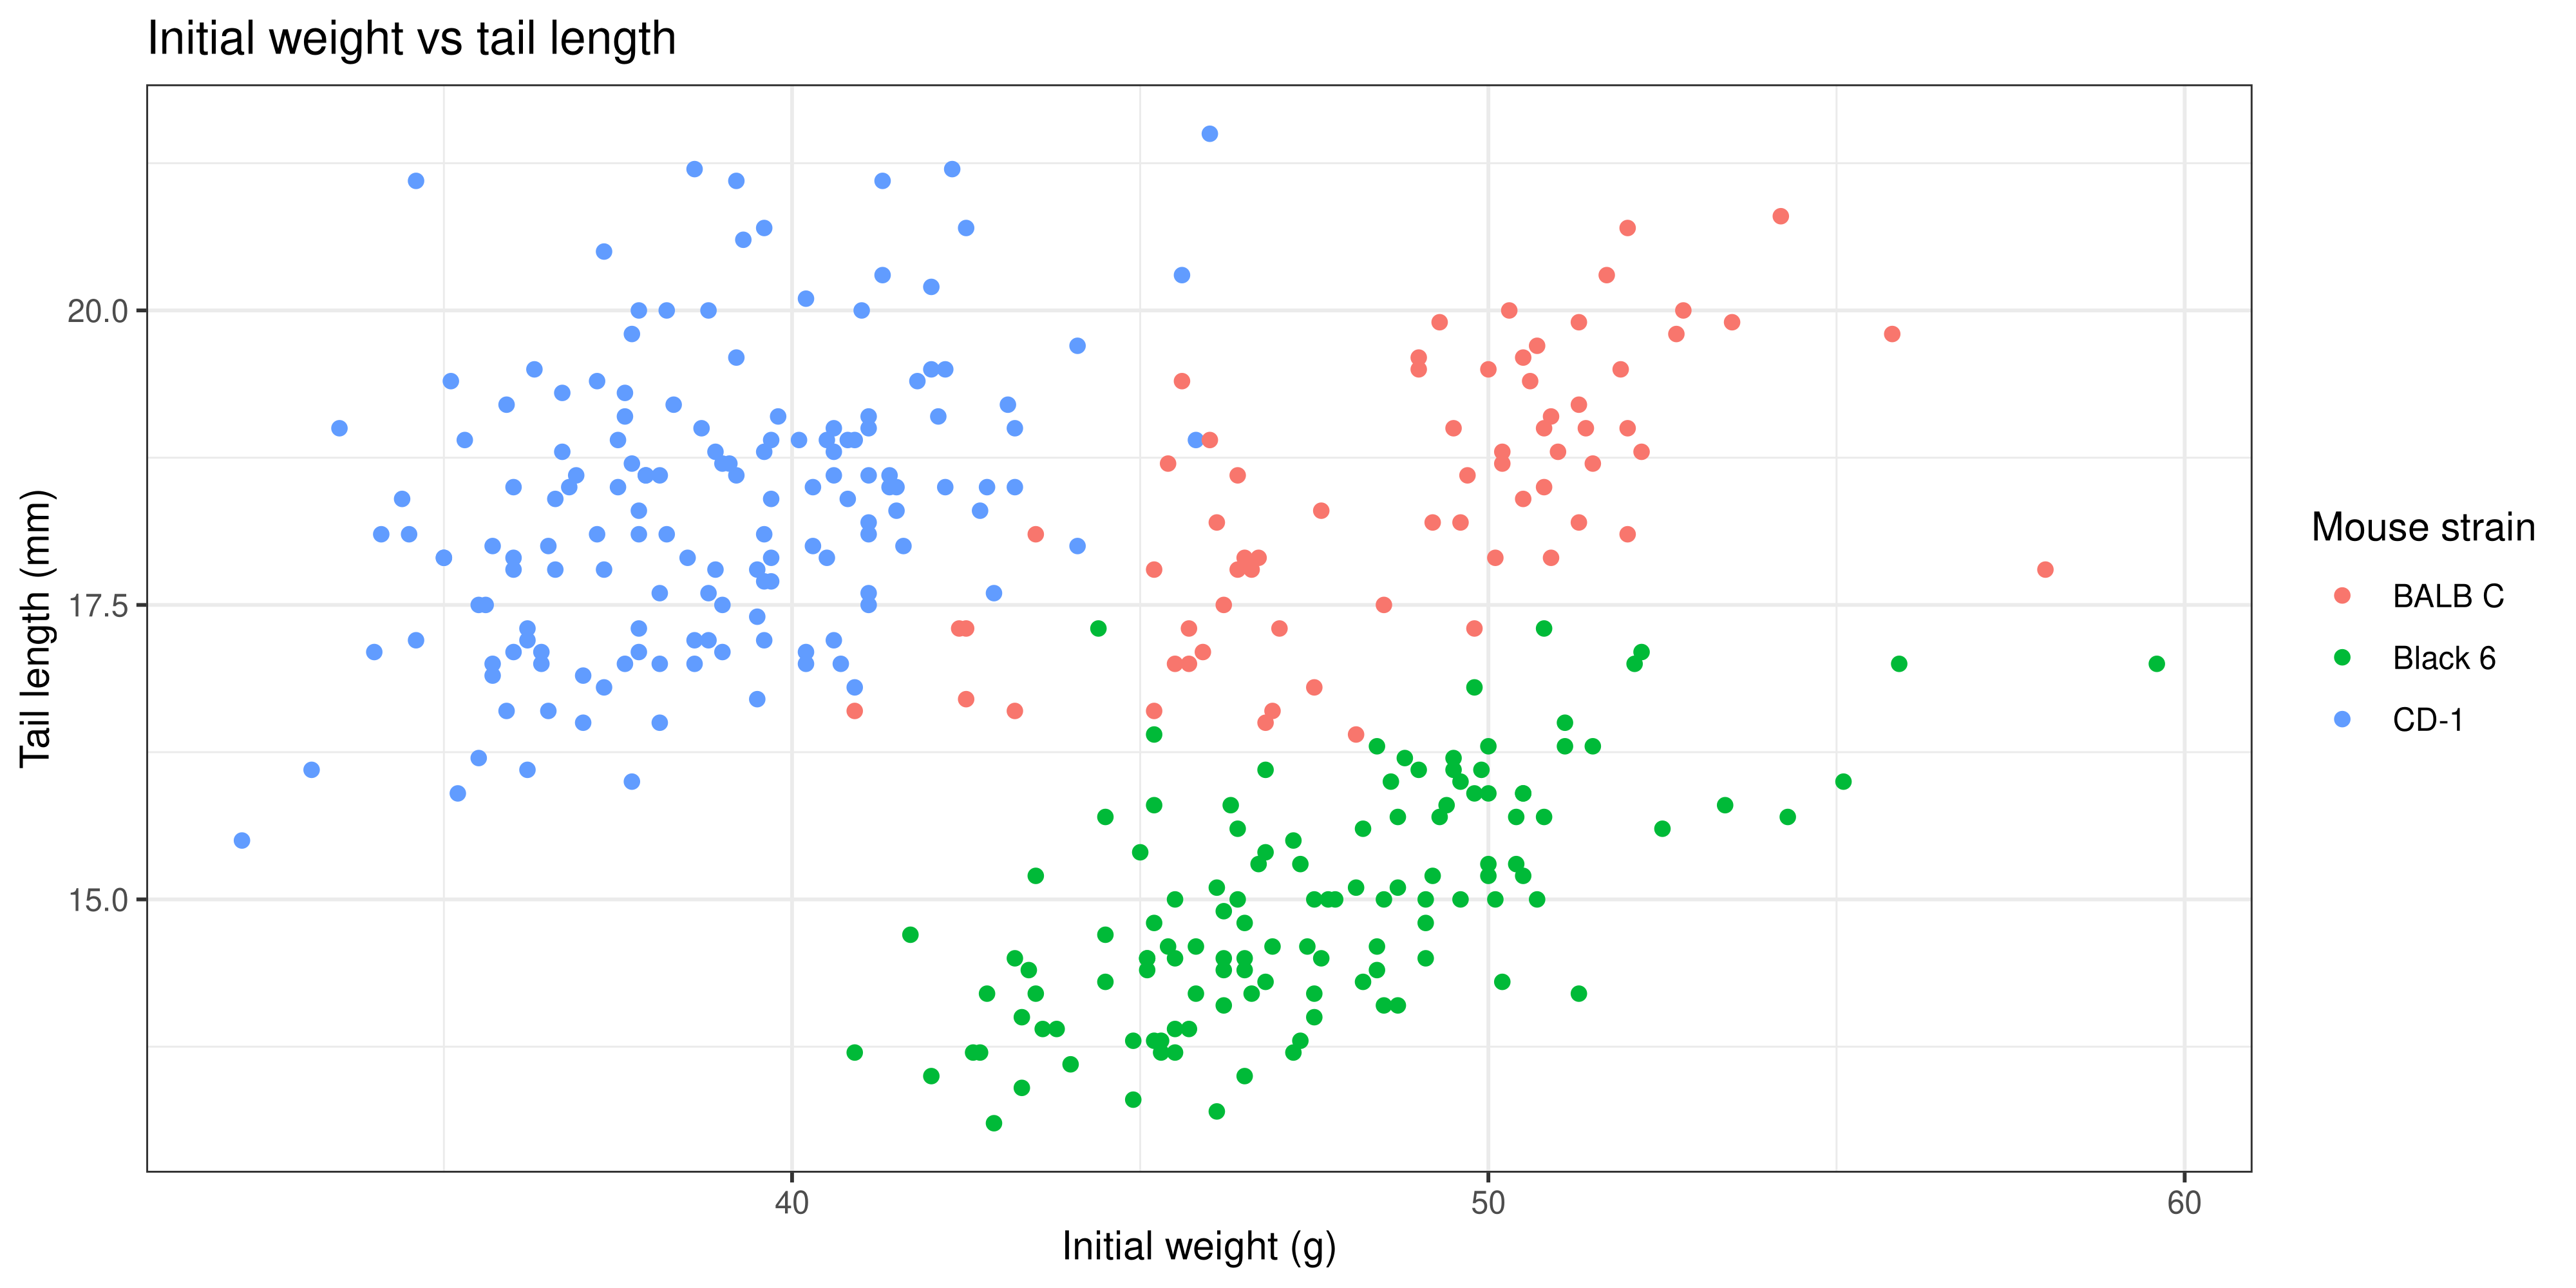 Initial weight vs tail length
Tail length (mm)
20.0
17.5
15.0
40
50
60
Initial weight (g)
Mouse strain
BALB C
Black 6
CD-1